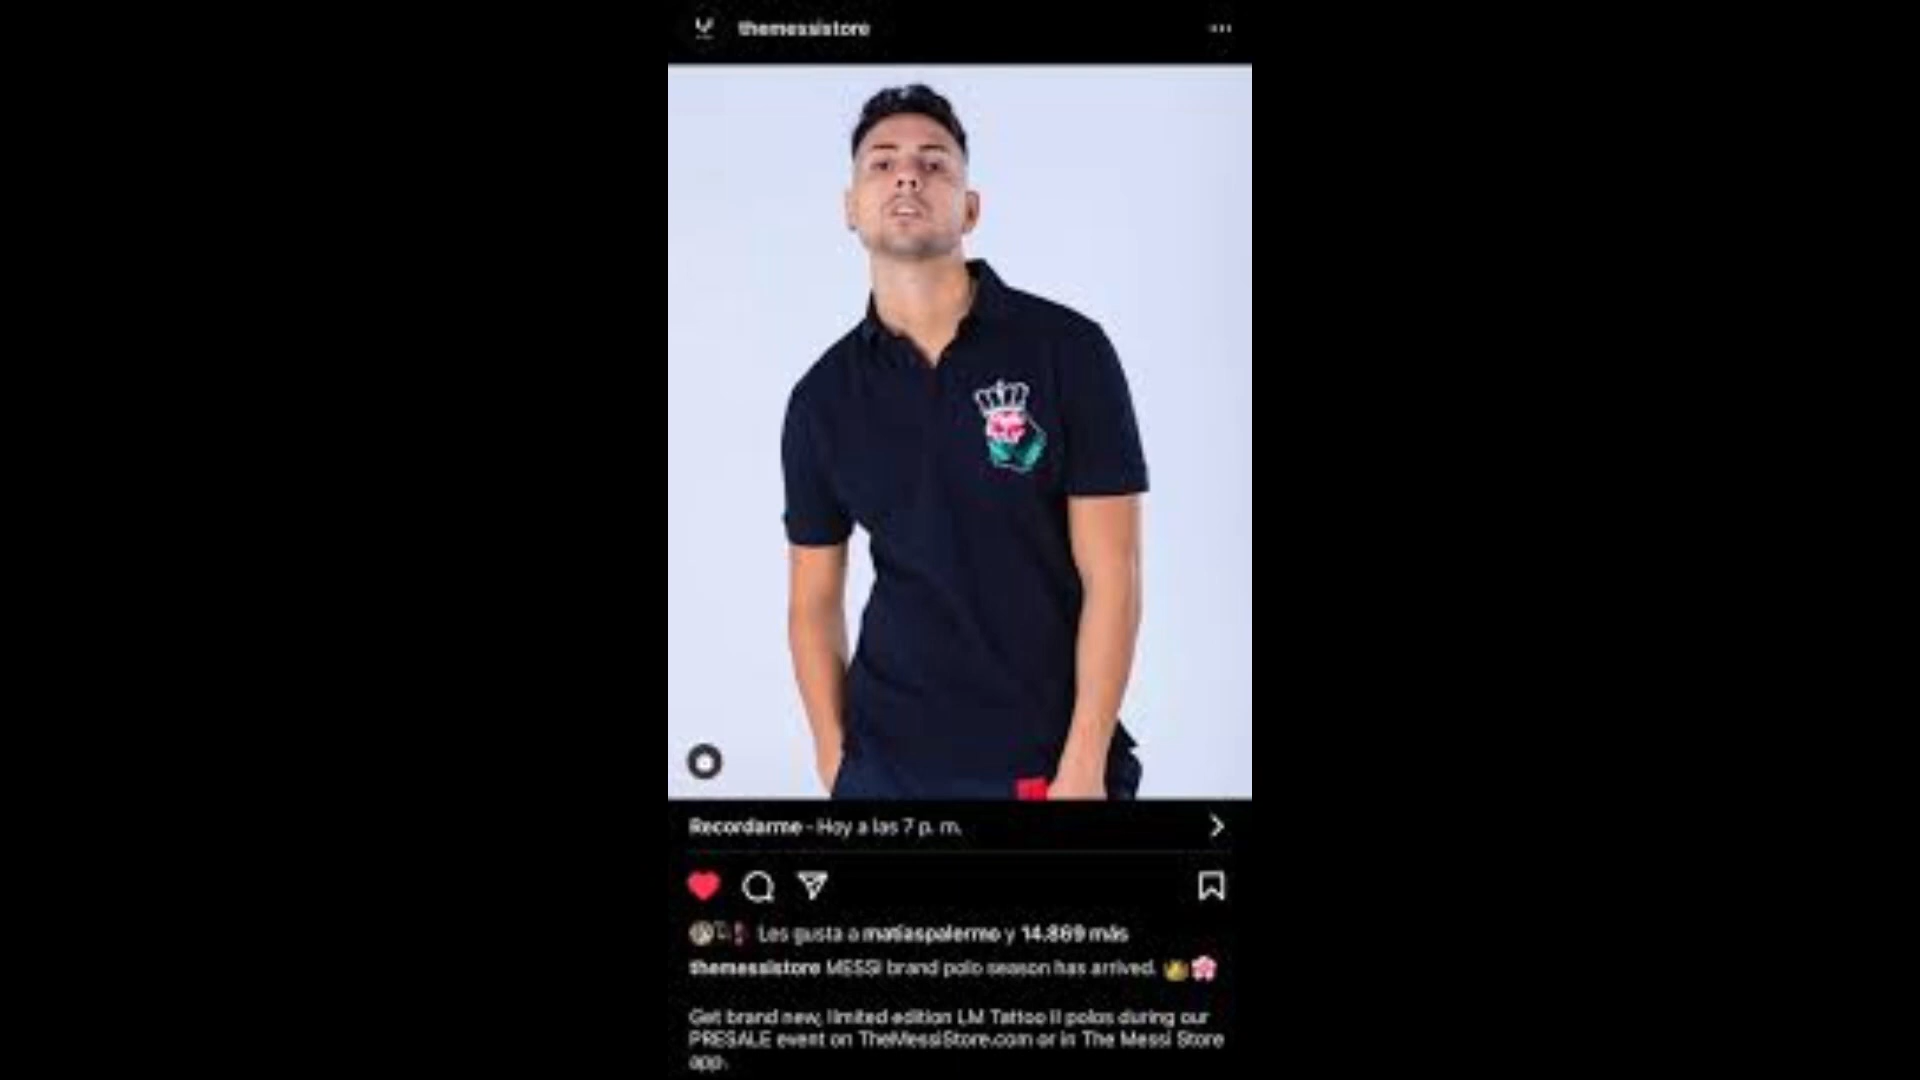 themessistore
Recordarme - Hoy a las 7 p. m.
Les gusta a matiaspalermo y 14.869 más
themessistore MESSI brand polo season has arrived. 👑🌸
Get brand new, limited edition LM Tattoo II polos during our
PRESALE event on TheMessiStore.com or in The Messi Store
app.